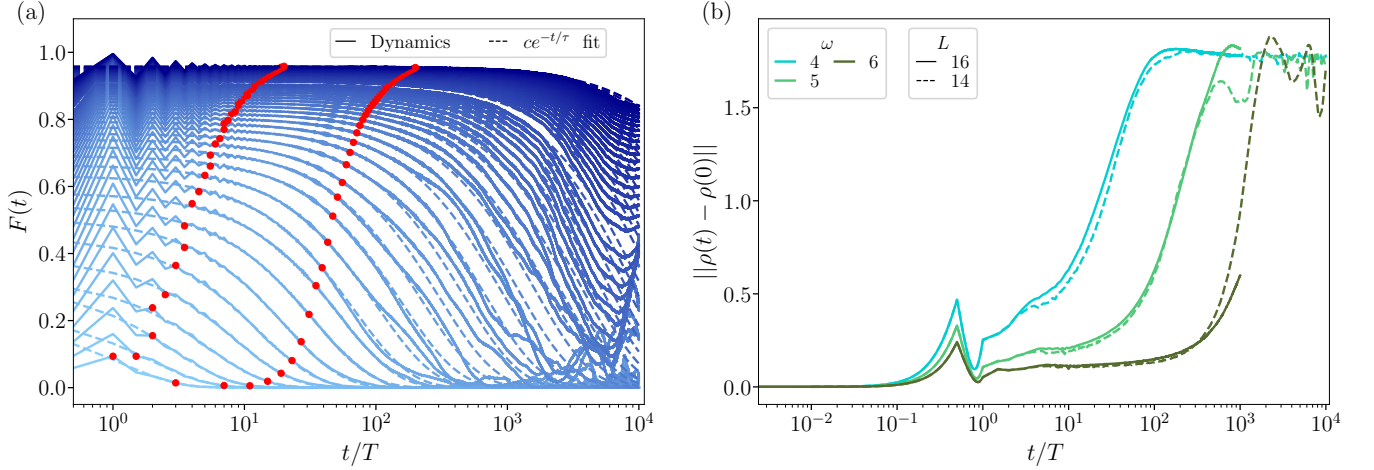 (a)
Dynamics
ce^{-t/τ} fit
F(t)
1.0
0.8
0.6
0.4
0.2
0.0
10^0
10^1
10^2
10^3
10^4
t/T
(b)
ω
4
6
5
L
16
14
||ρ(t) − ρ(0)||
1.5
1.0
0.5
0.0
10^{-2}
10^{-1}
10^0
10^1
10^2
10^3
10^4
t/T